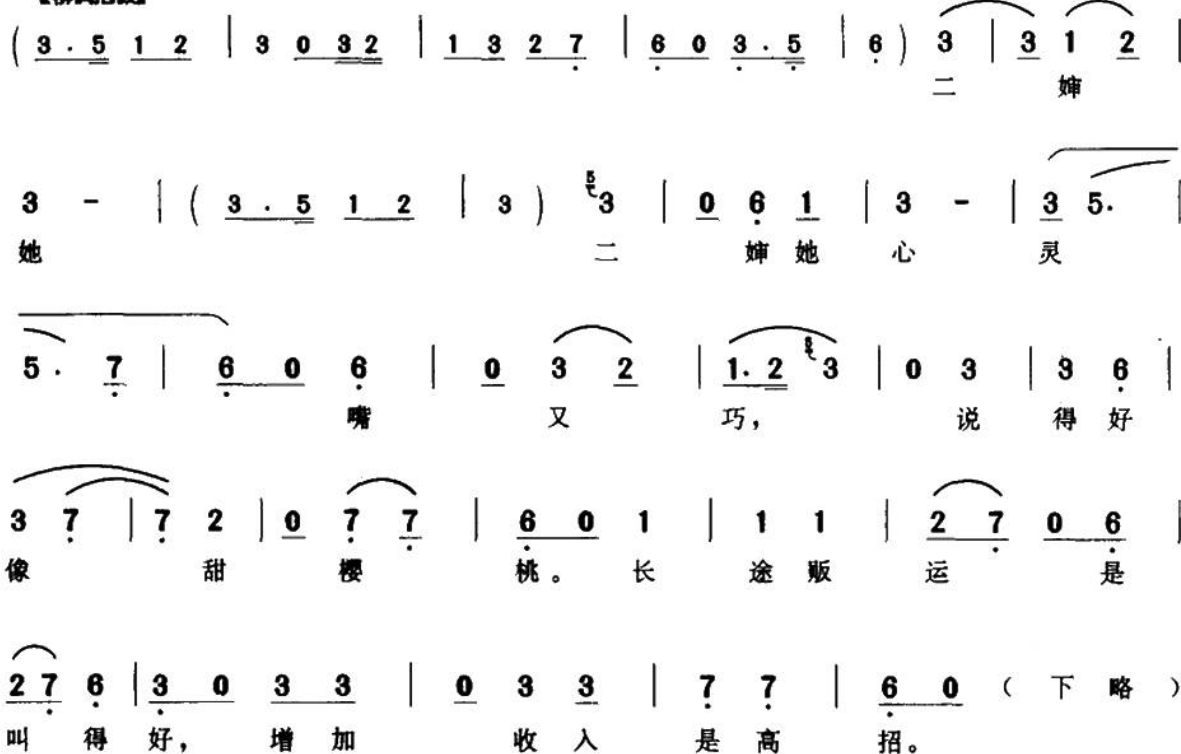 ( 3 . 5 1 2 | 3 0 3 2 | 1 3 2 7 | 6 0 3 . 5 | 6 ) 3 | 3 1 2 |
二 婶
3 - | ( 3 . 5 1 2 | 3 ) 5 3 | 0 6 1 | 3 - | 3 5. |
她 二 婶 她 心 灵
5 . 7 | 6 0 6 | 0 3 2 | 1. 2 5 3 | 0 3 | 3 6 |
嘴 又 巧， 说 得 好
3 7 | 7 2 | 0 7 7 | 6 0 1 | 1 1 | 2 7 0 6 |
像 甜 樱 桃。 长 途 贩 运 是
2 7 6 | 3 0 3 3 | 0 3 3 | 7 7 | 6 0 （ 下 略 ）
叫 得 好， 增 加 收 入 是 高 招。